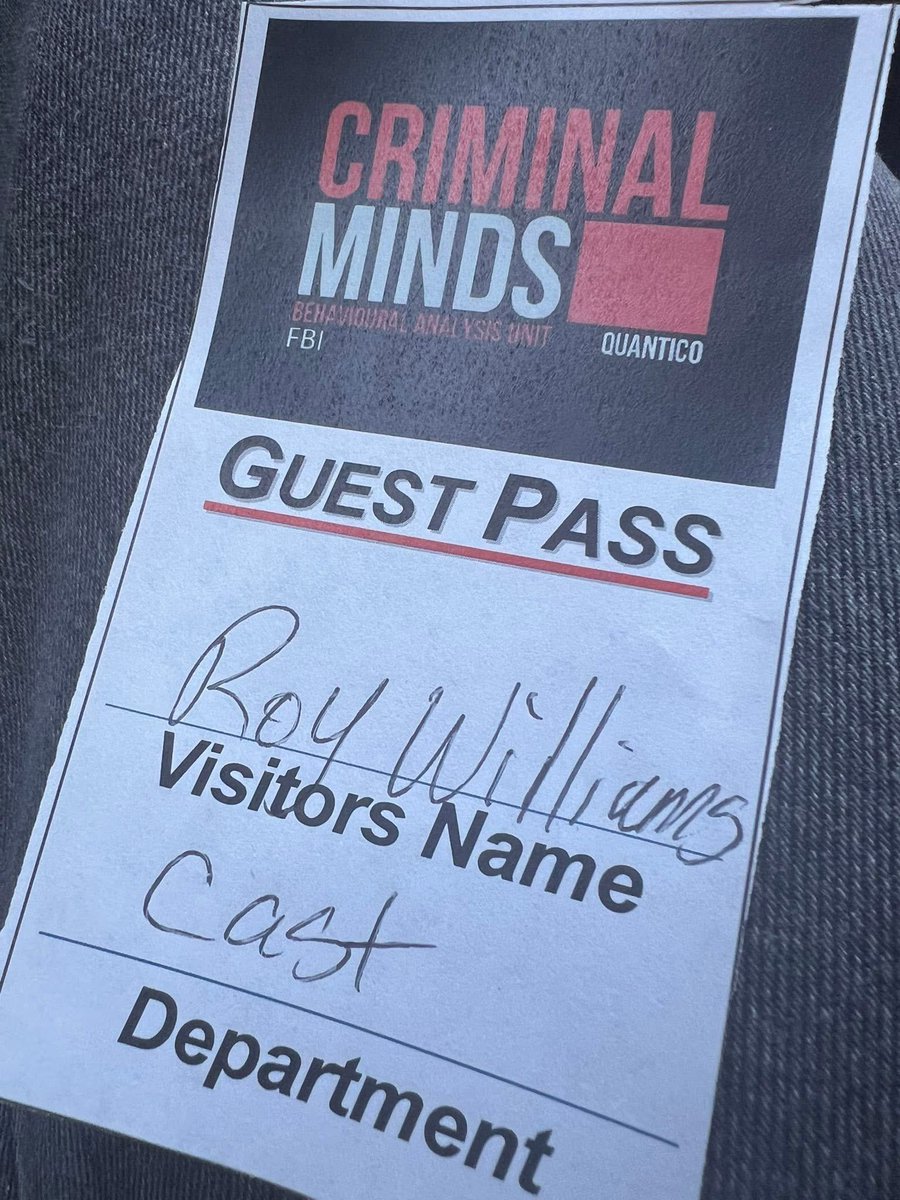 CRIMINAL
MINDS
BEHAVIOURAL ANALYSIS UNIT
FBI QUANTICO
GUEST PASS
Roy Williams
Visitors Name
Cast
Department